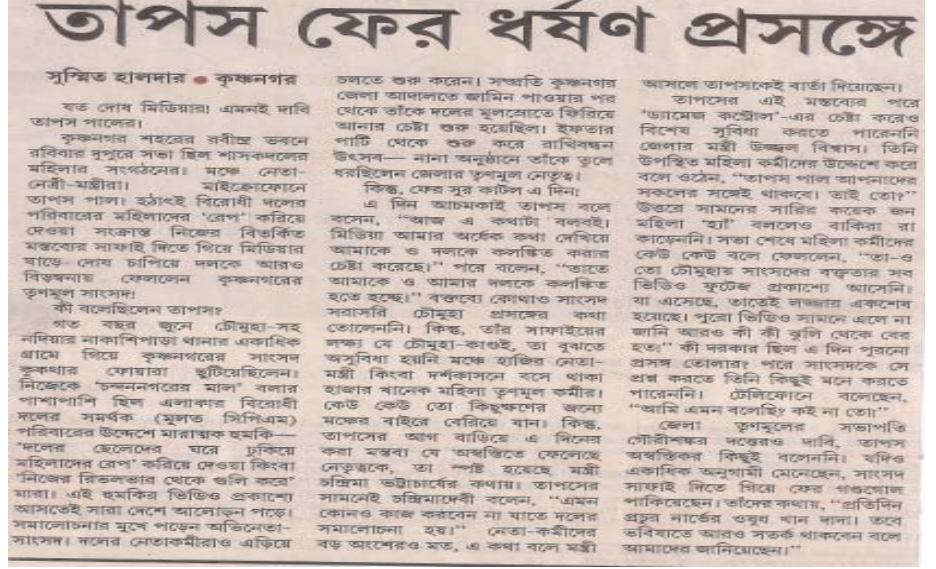 তাপস ফের ধর্ষণ প্রসঙ্গে
সুস্মিত হালদার ● কৃষ্ণনগর
যত দোষ মিডিয়ার! এমনই দাবি
তাপস পালের।
কৃষ্ণনগর শহরের রবীন্দ্র ভবনে
রবিবার দুপুরে সভা ছিল শাসকদলের
মহিলার সংগঠনের। মঞ্চে নেতা-
নেত্রী-মন্ত্রীরা। মাইক্রোফোনে
তাপস পাল। হঠাৎই বিরোধী দলের
পরিবারের মহিলাদের 'রেপ' করিয়ে
দেওয়া সংক্রান্ত নিজের বিতর্কিত
মন্তব্যের সাফাই দিতে গিয়ে মিডিয়ার
ঘাড়ে দোষ চাপিয়ে দলকে আরও
বিড়ম্বনায় ফেললেন কৃষ্ণনগরের
তৃণমূল সাংসদ!
কী বলেছিলেন তাপস?
গত বছর জুনে চৌমুহা-সহ
নদিয়ার নাকাশিপাড়া থানার একাধিক
গ্রামে গিয়ে কৃষ্ণনগরের সাংসদ
কুকথার ফোয়ারা ছুটিয়েছিলেন।
নিজেকে 'চন্দননগরের মাল' বলার
পাশাপাশি ছিল এলাকার বিরোধী
দলের সমর্থক (মূলত সিপিএম)
পরিবারের উদ্দেশে মারাত্মক হুমকি—
'দলের ছেলেদের ঘরে ঢুকিয়ে
মহিলাদের রেপ' করিয়ে দেওয়া কিংবা
'নিজের রিভলভার থেকে গুলি করে'
মারা। এই হুমকির ভিডিও প্রকাশ্যে
আসতেই সারা দেশে আলোড়ন পড়ে।
সমালোচনার মুখে পড়েন অভিনেতা-
সাংসদ। দলের নেতাকর্মীরাও এড়িয়ে
চলতে শুরু করেন। সম্প্রতি কৃষ্ণনগর
জেলা আদালতে জামিন পাওয়ার পর
থেকে তাঁকে দলের মূলস্রোতে ফিরিয়ে
আনার চেষ্টা শুরু হয়েছিল। ইফতার
পার্টি থেকে শুরু করে রাখিবন্ধন
উৎসব— নানা অনুষ্ঠানে তাঁকে তুলে
ধরছিলেন জেলার তৃণমূল নেতৃত্ব।
কিন্তু, ফের সুর কাটল এ দিন!
এ দিন আচমকাই তাপস বলে
বসেন, "আজ এ কথাটা বলবই।
মিডিয়া আমার অর্ধেক কথা দেখিয়ে
আমাকে ও দলকে কলঙ্কিত করার
চেষ্টা করেছে।" পরে বলেন, "তাতে
আমাকে ও আমার দলকে কলঙ্কিত
হতে হচ্ছে।" বক্তব্যে কোথাও সাংসদ
সরাসরি চৌমুহা প্রসঙ্গের কথা
তোলেননি। কিন্তু, তাঁর সাফাইয়ের
লক্ষ্য যে চৌমুহা-কাণ্ডই, তা বুঝতে
অসুবিধা হয়নি মঞ্চে হাজির নেতা-
মন্ত্রী কিংবা দর্শকাসনে বসে থাকা
হাজার খানেক মহিলা তৃণমূল কর্মীর।
কেউ কেউ তো কিছুক্ষণের জন্যে
মঞ্চের বাইরে বেরিয়ে যান। কিন্তু,
তাপসের আগ বাড়িয়ে এ দিনের
করা মন্তব্য যে অস্বস্তিতে ফেলেছে
নেতৃত্বকে, তা স্পষ্ট হয়েছে মন্ত্রী
চন্দ্রিমা ভট্টাচার্যের কথায়। তাপসের
সামনেই চন্দ্রিমাদেবী বলেন, "এমন
কোনও কাজ করবেন না যাতে দলের
সমালোচনা হয়।" নেতা-কর্মীদের
বড় অংশেরও মত, এ কথা বলে মন্ত্রী
আসলে তাপসকেই বার্তা দিয়েছেন।
তাপসের এই মন্তব্যের পরে
'ড্যামেজ কন্ট্রোল'-এর চেষ্টা করেও
বিশেষ সুবিধা করতে পারেননি
জেলার মন্ত্রী উজ্জ্বল বিশ্বাস। তিনি
উপস্থিত মহিলা কর্মীদের উদ্দেশে করে
বলে ওঠেন, "তাপস পাল আপনাদের
সকলের সঙ্গেই থাকবে। তাই তো?"
উত্তরে সামনের সারির কয়েক জন
মহিলা 'হ্যাঁ' বললেও বাকিরা রা
কাড়েননি। সভা শেষে মহিলা কর্মীদের
কেউ কেউ বলে ফেললেন, "তা-ও
তো চৌমুহায় সাংসদের বক্তৃতার সব
ভিডিও ফুটেজ প্রকাশ্যে আসেনি।
যা এসেছে, তাতেই লজ্জার একশেষ
হয়েছে। পুরো ভিডিও সামনে এলে না
জানি আরও কী কী ঝুলি থেকে বের
হত!" কী দরকার ছিল এ দিন পুরনো
প্রসঙ্গ তোলার? পরে সাংসদকে সে
প্রশ্ন করতে তিনি কিছুই মনে করতে
পারেননি। টেলিফোনে বলেছেন,
"আমি এমন বলেছি? কই না তো!"
জেলা তৃণমূলের সভাপতি
গৌরীশঙ্কর দত্তেরও দাবি, তাপস
অস্বস্তিকর কিছুই বলেননি। যদিও
একাধিক অনুগামী মেনেছেন, সাংসদ
সাফাই দিতে গিয়ে ফের গণ্ডগোল
পাকিয়েছেন। তাঁদের কথায়, "প্রতিদিন
প্রচুর নার্ভের ওষুধ খান দাদা। তবে
ভবিষ্যতে আরও সতর্ক থাকবেন বলে
আমাদের জানিয়েছেন।"